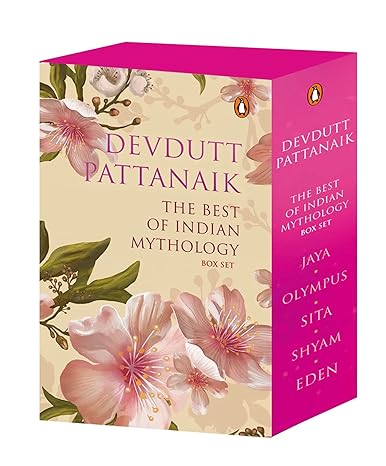 DEVDUTT
PATTANAIK
THE BEST
OF INDIAN
MYTHOLOGY
BOX SET
DEVDUTT
PATTANAIK
THE BEST
OF INDIAN
MYTHOLOGY
BOX SET
JAYA
OLYMPUS
SITA
SHYAM
EDEN